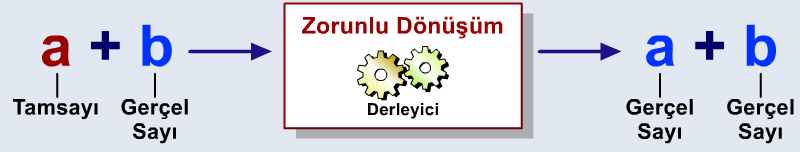 a + b
Tamsayı
Gerçel
Sayı
Zorunlu Dönüşüm
Derleyici
a + b
Gerçel
Sayı
Gerçel
Sayı